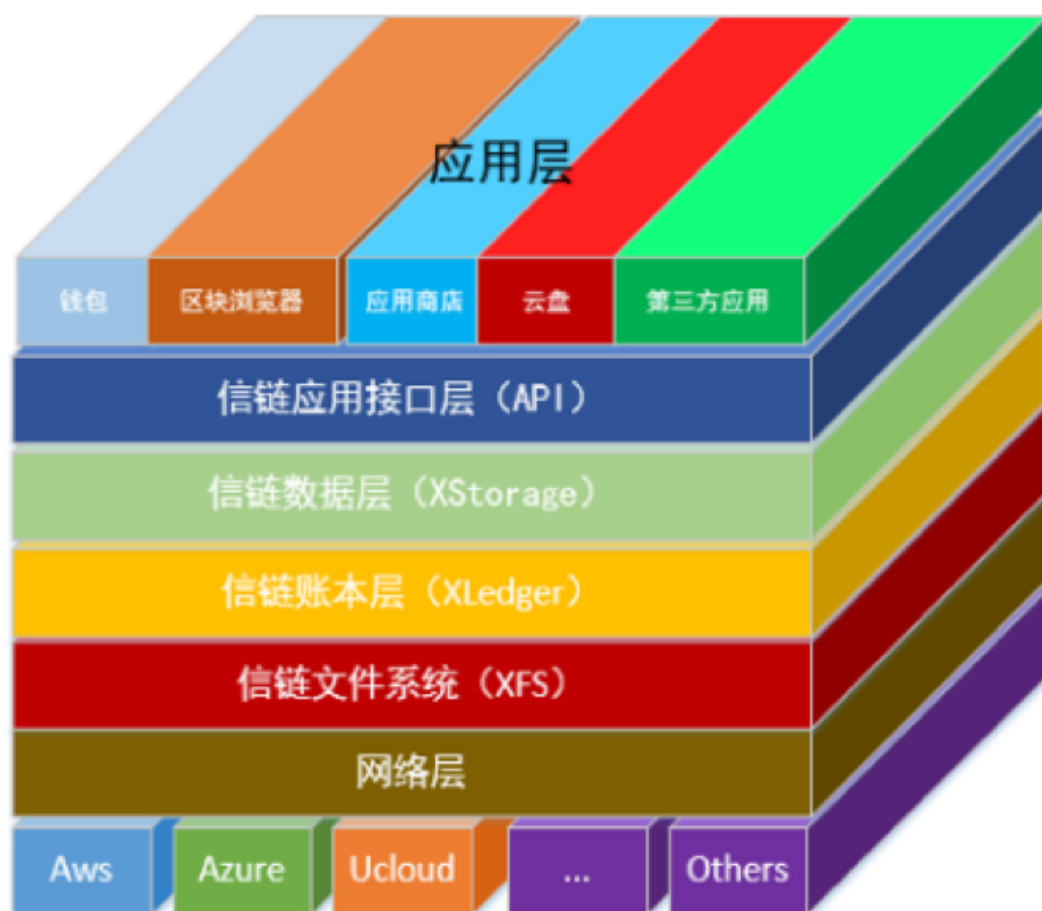 应用层
钱包
区块浏览器
应用商店
云盘
第三方应用
信链应用接口层（API）
信链数据层（XStorage）
信链账本层（XLedger）
信链文件系统（XFS）
网络层
Aws
Azure
Ucloud
...
Others